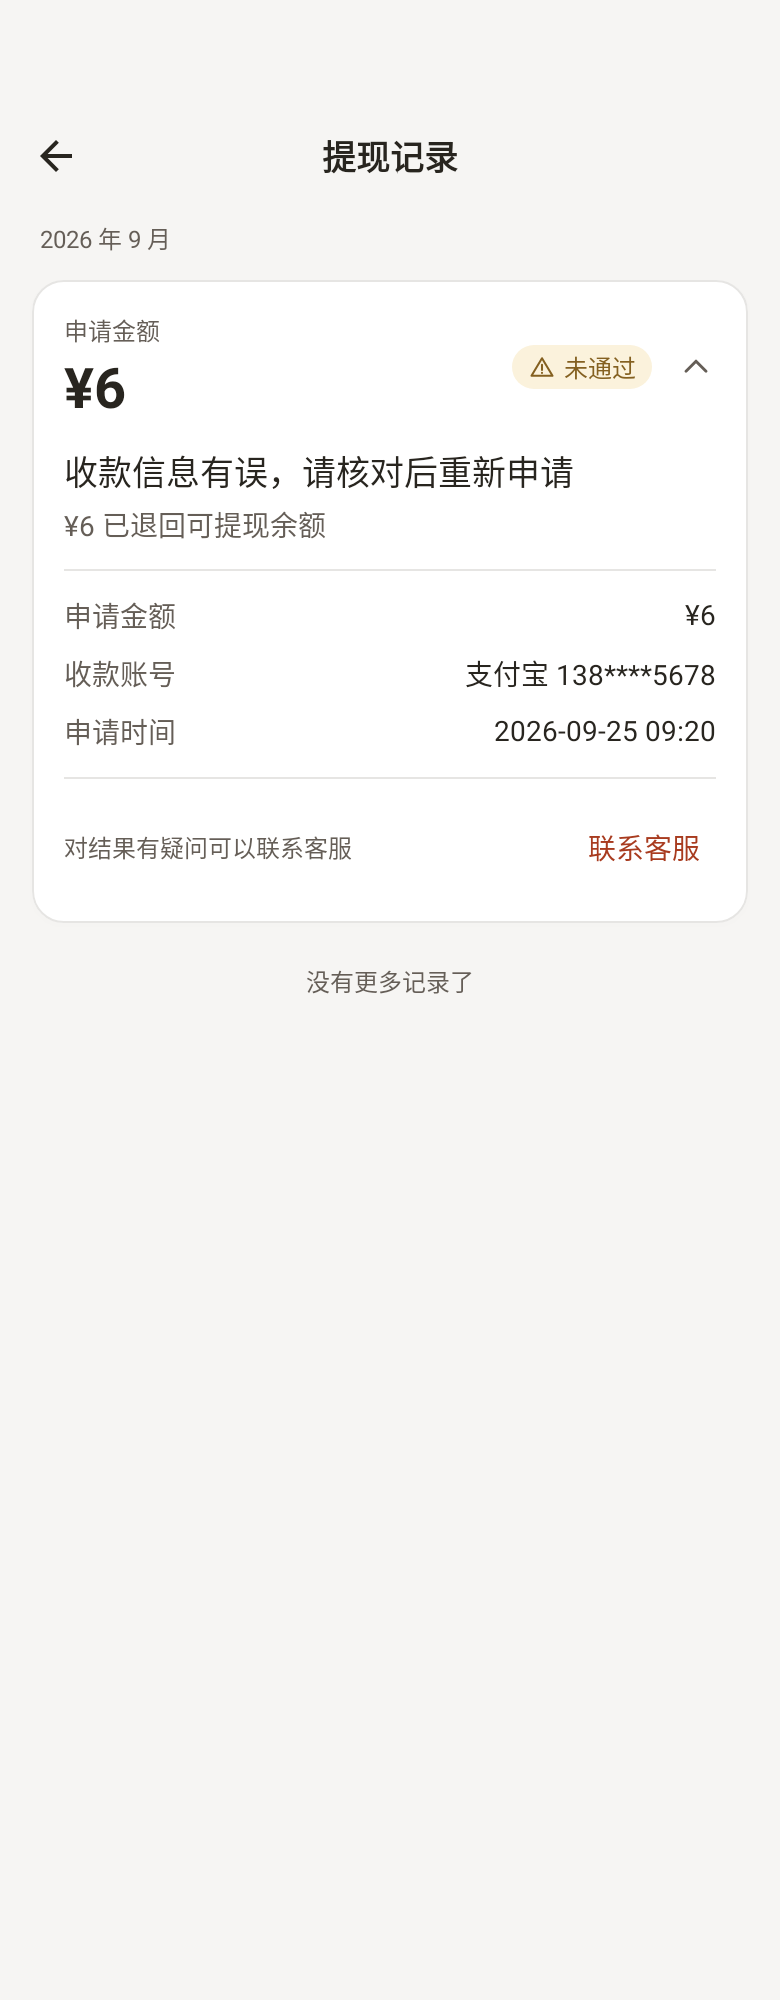 提现记录
2026 年 9 月
申请金额
¥6
未通过
收款信息有误，请核对后重新申请
¥6 已退回可提现余额
申请金额 ¥6
收款账号 支付宝 138****5678
申请时间 2026-09-25 09:20
对结果有疑问可以联系客服 联系客服
没有更多记录了